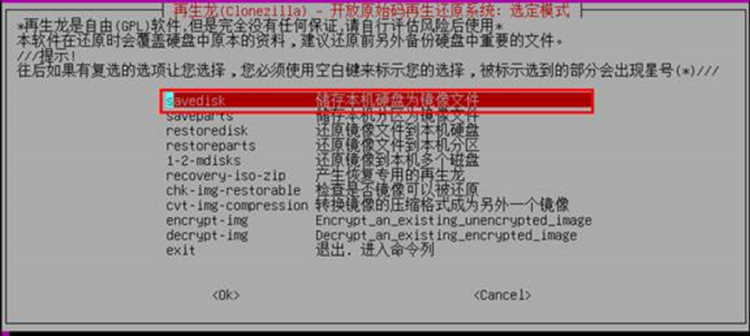 再生龙(Clonezilla) - 开放原始码再生还原系统: 选定模式
*再生龙是自由(GPL)软件,但是完全没有任何保证,请自行评估风险后使用*
本软件在还原时会覆盖硬盘中原本的资料，建议还原前另外备份硬盘中重要的文件。
///提示!
往后如果有复选的选项让您选择，您必须使用空白键来标示您的选择，被标示选到的部分会出现星号(*)///
savedisk 储存本机硬盘为镜像文件
saveparts 储存本机分区为镜像文件
restoredisk 还原镜像文件到本机硬盘
restoreparts 还原镜像文件到本机分区
1-2-mdisks 还原镜像到本机多个磁盘
recovery-iso-zip 产生恢复专用的再生龙
chk-img-restorable 检查是否镜像可以被还原
cvt-img-compression 转换镜像的压缩格式成为另外一个镜像
encrypt-img Encrypt_an_existing_unencrypted_image
decrypt-img Decrypt_an_existing_encrypted_image
exit 退出. 进入命令列
<Ok> <Cancel>